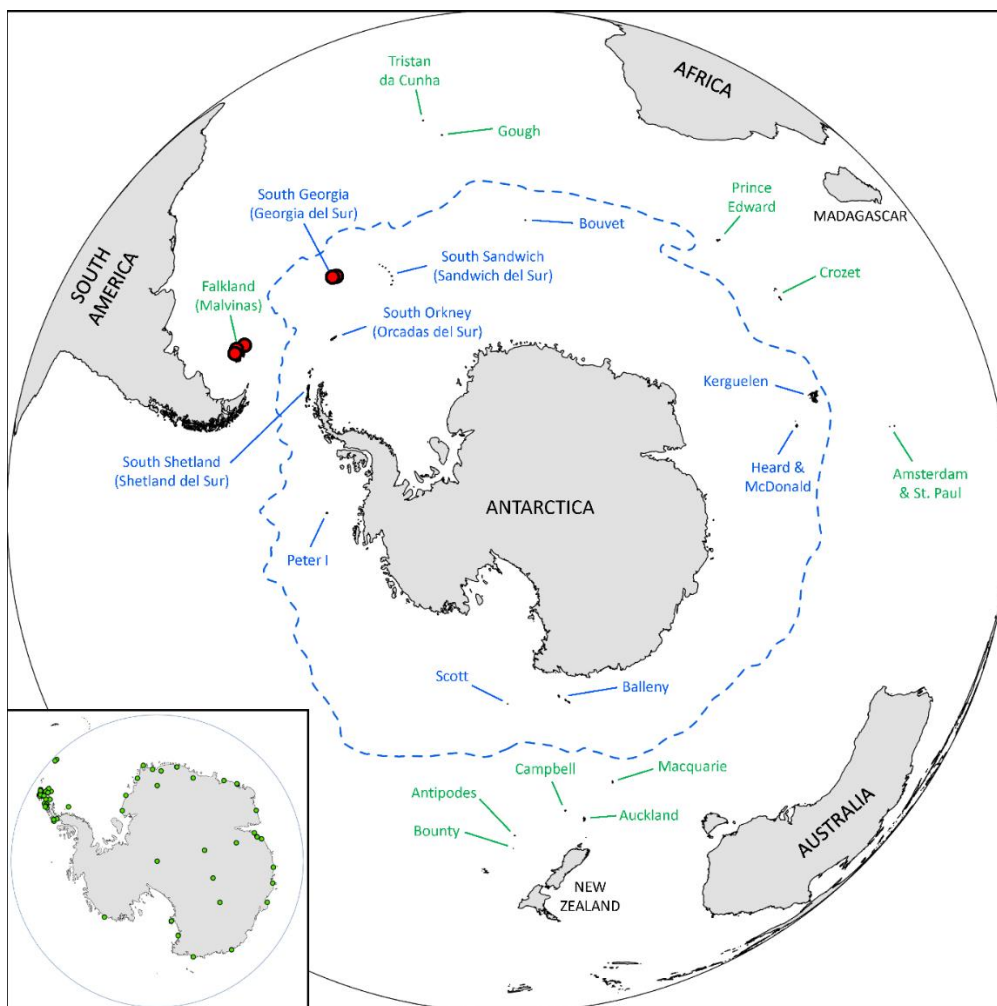 Tristan
da Cunha
Gough
AFRICA
South Georgia
(Georgia del Sur)
Bouvet
Prince
Edward
MADAGASCAR
SOUTH
AMERICA
Falkland
(Malvinas)
South Sandwich
(Sandwich del Sur)
Crozet
South Orkney
(Orcadas del Sur)
Kerguelen
South Shetland
(Shetland del Sur)
Heard &
McDonald
Amsterdam
& St. Paul
ANTARCTICA
Peter I
Scott
Balleny
Campbell
Macquarie
Antipodes
Auckland
Bounty
AUSTRALIA
NEW
ZEALAND